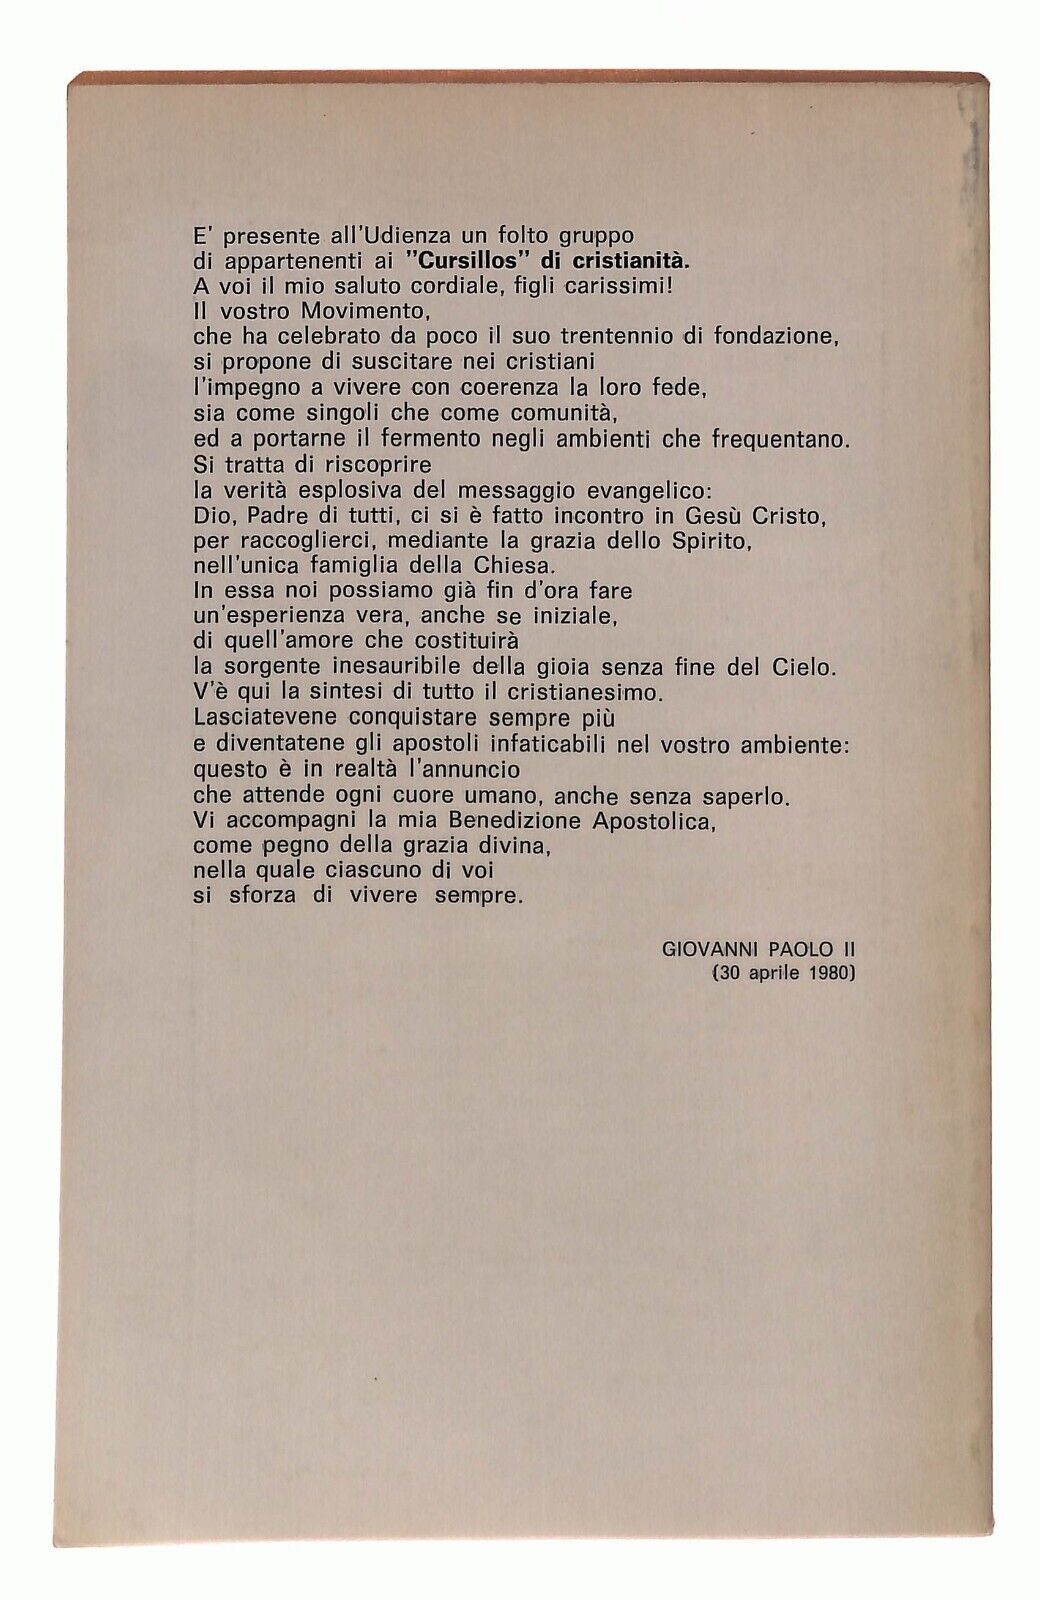 E' presente all'Udienza un folto gruppo
di appartenenti ai "Cursillos" di cristianità.
A voi il mio saluto cordiale, figli carissimi!
Il vostro Movimento,
che ha celebrato da poco il suo trentennio di fondazione,
si propone di suscitare nei cristiani
l'impegno a vivere con coerenza la loro fede,
sia come singoli che come comunità,
ed a portarne il fermento negli ambienti che frequentano.
Si tratta di riscoprire
la verità esplosiva del messaggio evangelico:
Dio, Padre di tutti, ci si è fatto incontro in Gesù Cristo,
per raccoglierci, mediante la grazia dello Spirito,
nell'unica famiglia della Chiesa.
In essa noi possiamo già fin d'ora fare
un'esperienza vera, anche se iniziale,
di quell'amore che costituirà
la sorgente inesauribile della gioia senza fine del Cielo.
V'è qui la sintesi di tutto il cristianesimo.
Lasciatevene conquistare sempre più
e diventatene gli apostoli infaticabili nel vostro ambiente:
questo è in realtà l'annuncio
che attende ogni cuore umano, anche senza saperlo.
Vi accompagni la mia Benedizione Apostolica,
come pegno della grazia divina,
nella quale ciascuno di voi
si sforza di vivere sempre.
GIOVANNI PAOLO II
(30 aprile 1980)